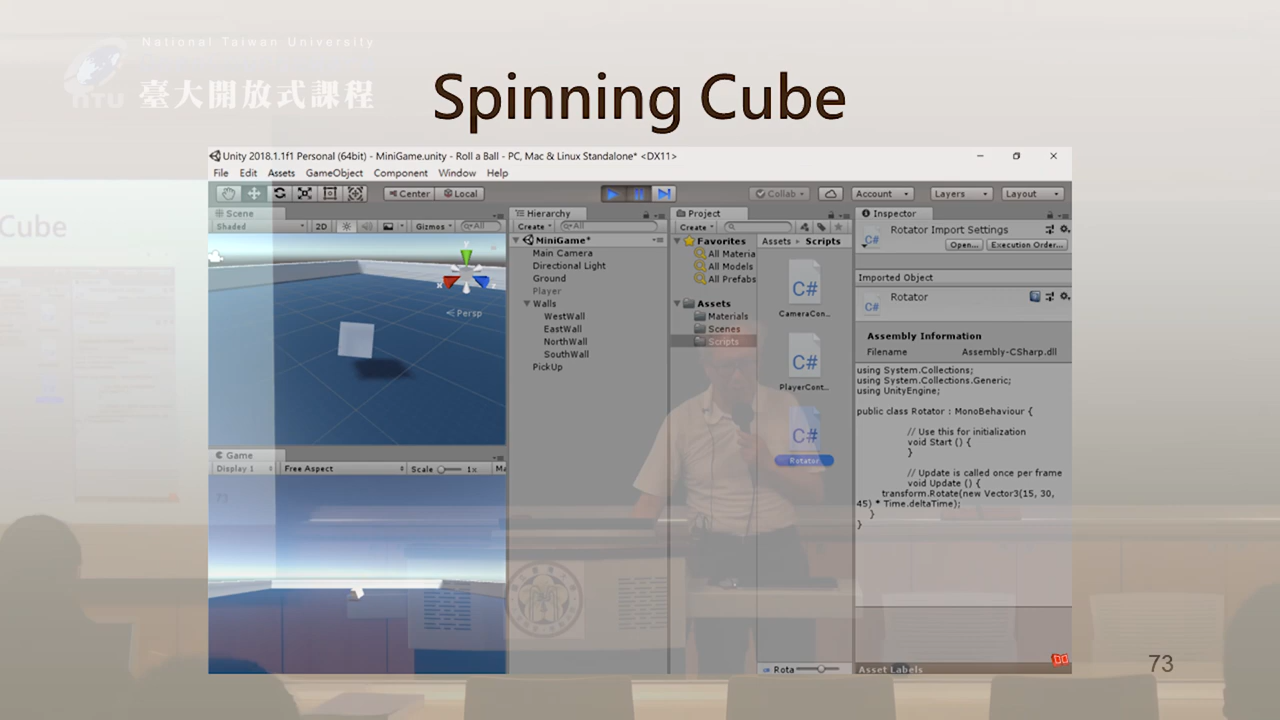 National Taiwan University
NTU 臺大開放式課程
Spinning Cube
Cube
Unity 2018.1.1f1 Personal (64bit) - MiniGame.unity - Roll a Ball - PC, Mac & Linux Standalone* <DX11>
File Edit Assets GameObject Component Window Help
Center Local Collab Account Layers Layout
Scene
Shaded 2D Gizmos All
y
x z
Persp
Game
Display 1 Free Aspect Scale 1x Ma
Hierarchy
Create All
MiniGame*
Main Camera
Directional Light
Ground
Player
Walls
WestWall
EastWall
NorthWall
SouthWall
PickUp
Project
Create
Favorites
All Materia
All Models
All Prefabs
Assets
Materials
Scenes
Scripts
Assets Scripts
C#
CameraCon...
C#
PlayerCont...
C#
Rotator
Rota
Inspector
C# Rotator Import Settings
Open... Execution Order...
Imported Object
C# Rotator
Assembly Information
Filename Assembly-CSharp.dll
using System.Collections;
using System.Collections.Generic;
using UnityEngine;
public class Rotator : MonoBehaviour {
// Use this for initialization
void Start () {
}
// Update is called once per frame
void Update () {
transform.Rotate(new Vector3(15, 30,
45) * Time.deltaTime);
}
}
Asset Labels
73